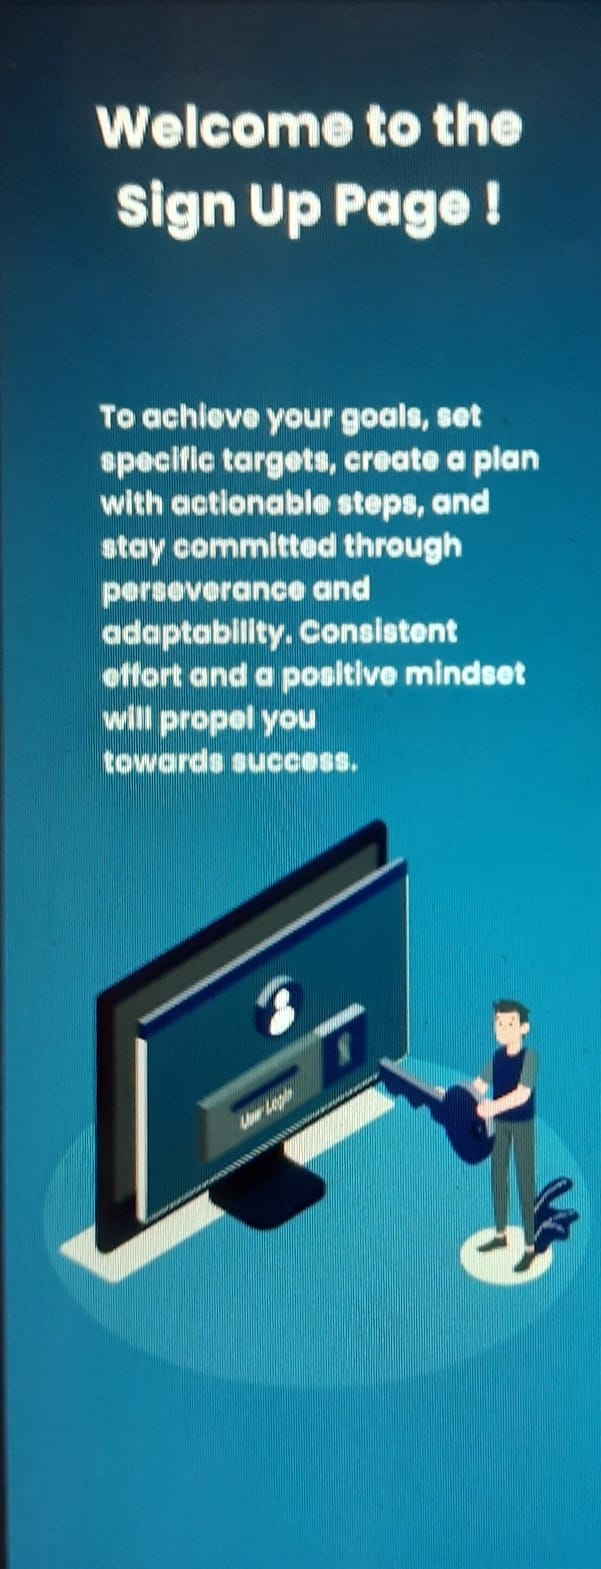 Welcome to the
Sign Up Page !
To achieve your goals, set
specific targets, create a plan
with actionable steps, and
stay committed through
perseverance and
adaptability. Consistent
effort and a positive mindset
will propel you
towards success.
User Login